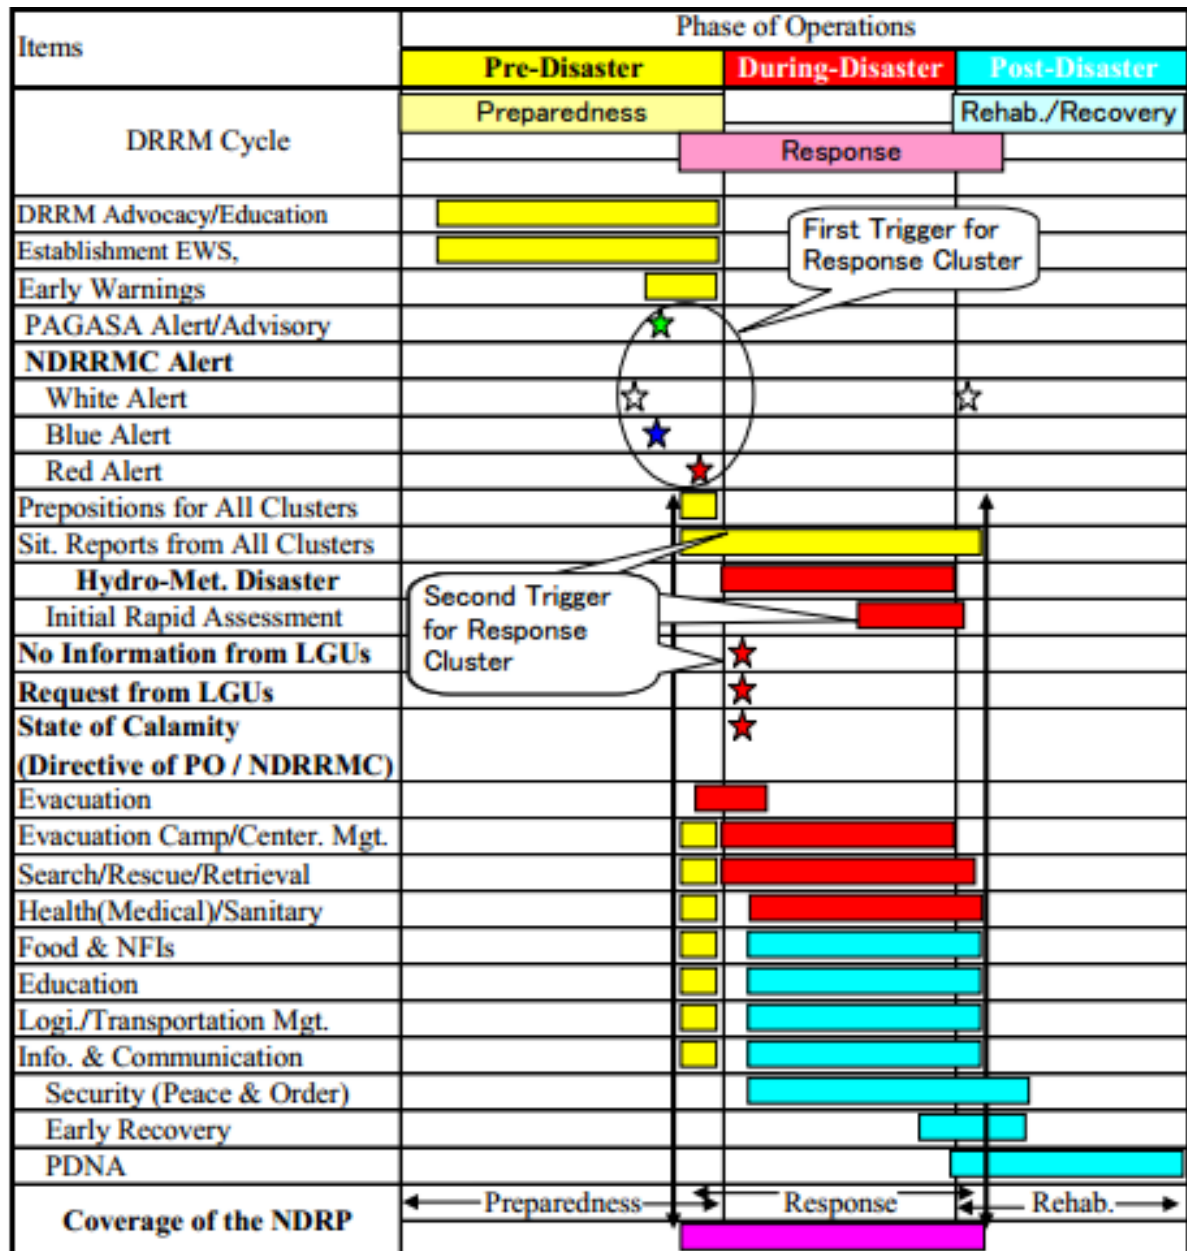 Items
Phase of Operations
Pre-Disaster During-Disaster Post-Disaster
DRRM Cycle
Preparedness
Rehab./Recovery
Response
DRRM Advocacy/Education
Establishment EWS,
Early Warnings
First Trigger for
Response Cluster
PAGASA Alert/Advisory
NDRRMC Alert
White Alert
Blue Alert
Red Alert
Prepositions for All Clusters
Sit. Reports from All Clusters
Hydro-Met. Disaster
Initial Rapid Assessment
Second Trigger
for Response
Cluster
No Information from LGUs
Request from LGUs
State of Calamity
(Directive of PO / NDRRMC)
Evacuation
Evacuation Camp/Center. Mgt.
Search/Rescue/Retrieval
Health(Medical)/Sanitary
Food & NFIs
Education
Logi./Transportation Mgt.
Info. & Communication
Security (Peace & Order)
Early Recovery
PDNA
Coverage of the NDRP
Preparedness Response Rehab.